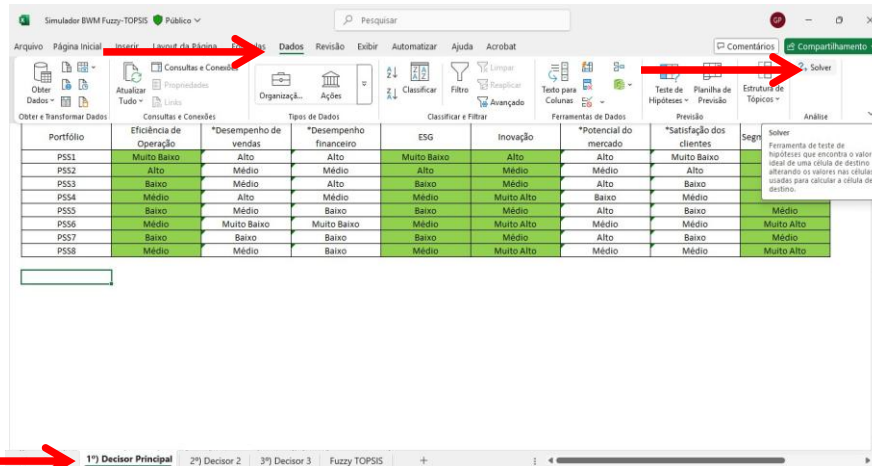 Simulador BWM Fuzzy-TOPSIS Público
Pesquisar
GP
Arquivo Página Inicial Inserir Layout da Página Dados Revisão Exibir Automatizar Ajuda Acrobat Comentários Compartilhamento
Obter Dados
Atualizar Tudo
Consultas e Conexões
Propriedades
Links
Organizaçã... Ações
Classificar
Filtro
Limpar
Reaplicar
Avançado
Texto para Colunas
Teste de Hipóteses
Planilha de Previsão
Estrutura de Tópicos
Solver
Obter e Transformar Dados Consultas e Conexões Tipos de Dados Classificar e Filtrar Ferramentas de Dados Previsão Análise
Solver
Ferramenta de teste de
hipóteses que encontra o valor
ideal de uma célula de destino
alterando os valores nas células
usadas para calcular a célula de
destino.
Portfólio Eficiência de Operação *Desempenho de vendas *Desempenho financeiro ESG Inovação *Potencial do mercado *Satisfação dos clientes
PSS1 Muito Baixo Alto Alto Muito Baixo Alto Alto Muito Baixo
PSS2 Alto Médio Médio Alto Médio Médio Alto
PSS3 Baixo Médio Alto Baixo Médio Alto Baixo
PSS4 Médio Alto Médio Médio Muito Alto Baixo Médio
PSS5 Baixo Médio Baixo Baixo Médio Alto Baixo Médio
PSS6 Médio Muito Baixo Muito Baixo Médio Muito Alto Médio Médio Muito Alto
PSS7 Baixo Baixo Baixo Baixo Médio Alto Baixo Médio
PSS8 Médio Médio Baixo Médio Muito Alto Médio Médio Muito Alto
1º) Decisor Principal 2º) Decisor 2 3º) Decisor 3 Fuzzy TOPSIS